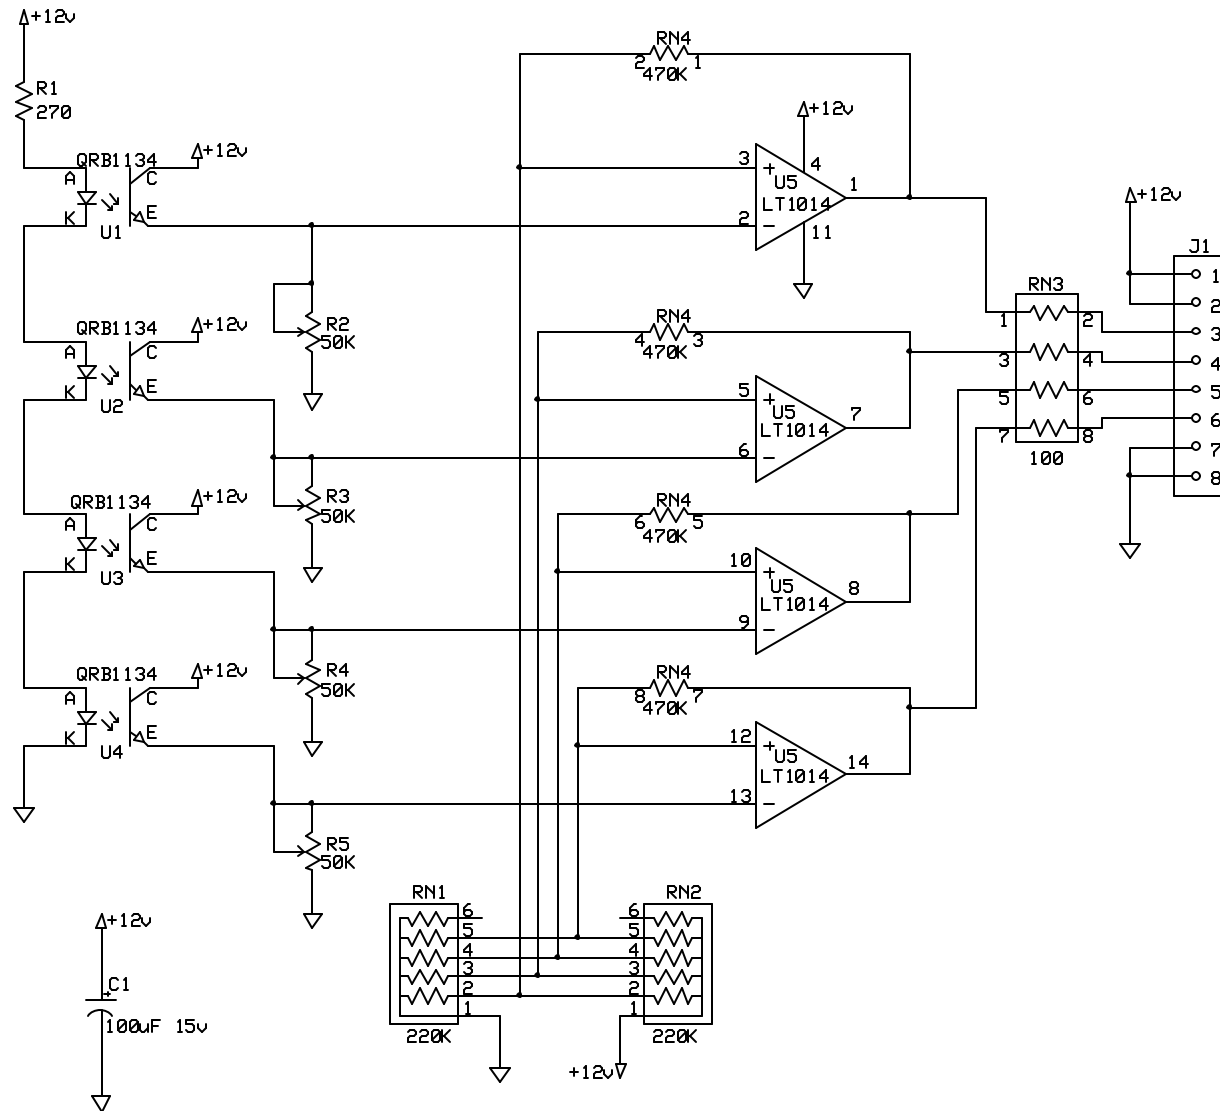 +12v
R1
270
QRB1134
+12v
A
C
K
E
U1
QRB1134
+12v
A
C
K
E
U2
QRB1134
+12v
A
C
K
E
U3
QRB1134
+12v
A
C
K
E
U4
R2
50K
R3
50K
R4
50K
R5
50K
+12v
C1
+
100uF 15v
RN4
2 1
470K
+12v
3
+
4
U5
1
LT1014
2
-
11
RN4
4 3
470K
5
+
U5
7
LT1014
6
-
RN4
6 5
470K
10
+
U5
8
LT1014
9
-
RN4
8 7
470K
12
+
U5
14
LT1014
13
-
RN1
6
5
4
3
2
1
220K
RN2
6
5
4
3
2
1
220K
+12v
RN3
1 2
3 4
5 6
7 8
100
+12v
J1
1
2
3
4
5
6
7
8